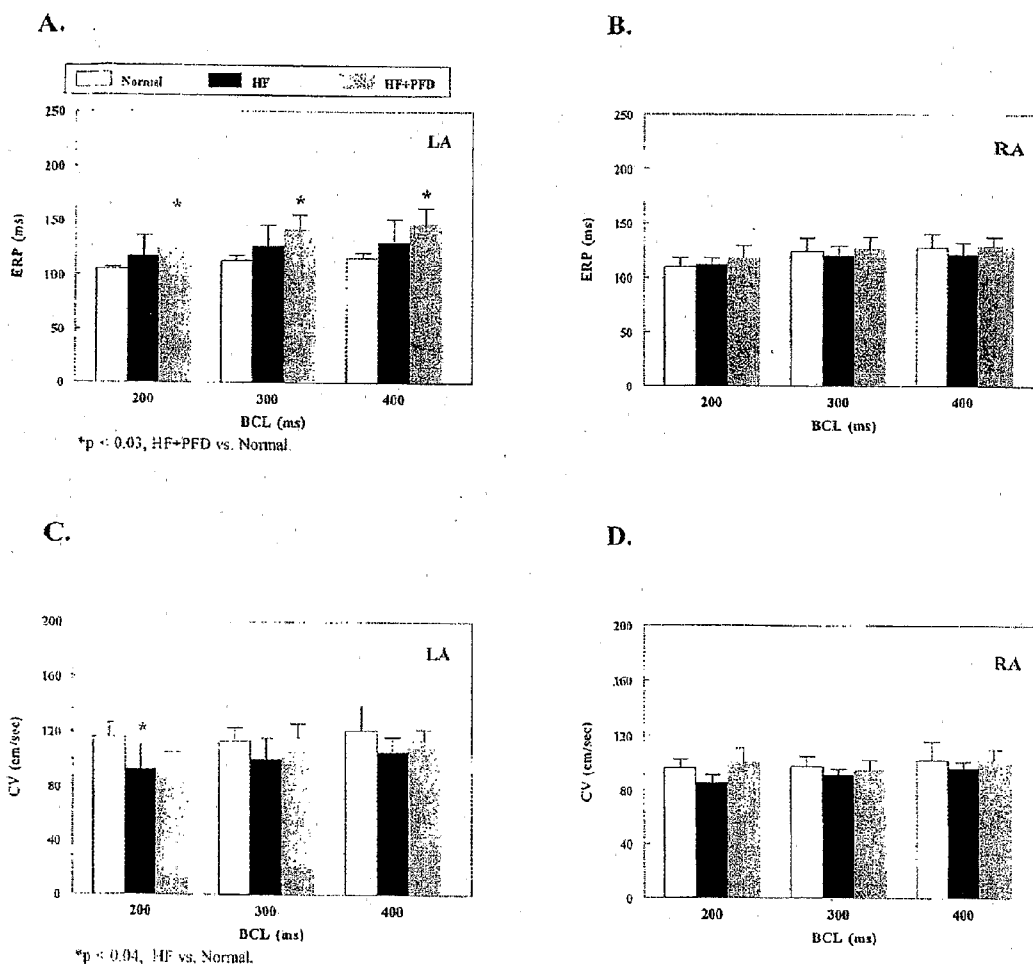 A.
Normal HF HF+PFD
250
200
150
100
50
0
ERP (ms)
LA
*
*
*
200 300 400
BCL (ms)
*p < 0.03, HF+PFD vs. Normal.
B.
250
200
150
100
50
0
ERP (ms)
RA
200 300 400
BCL (ms)
C.
200
160
120
80
40
0
CV (cm/sec)
LA
*
200 300 400
BCL (ms)
*p < 0.04, HF vs. Normal.
D.
200
160
120
80
40
0
CV (cm/sec)
RA
200 300 400
BCL (ms)